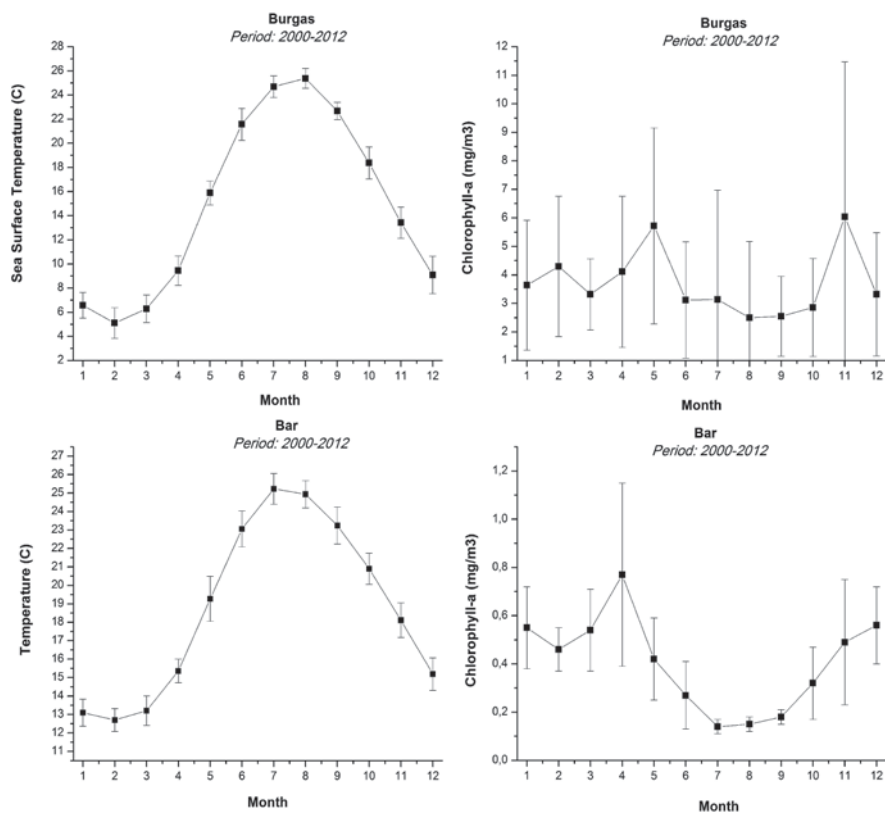 Burgas
Period: 2000-2012
Sea Surface Temperature (C)
28
26
24
22
20
18
16
14
12
10
8
6
4
2
1 2 3 4 5 6 7 8 9 10 11 12
Month
Burgas
Period: 2000-2012
Chlorophyll-a (mg/m3)
12
11
10
9
8
7
6
5
4
3
2
1
1 2 3 4 5 6 7 8 9 10 11 12
Month
Bar
Period: 2000-2012
Temperature (C)
27
26
25
24
23
22
21
20
19
18
17
16
15
14
13
12
11
1 2 3 4 5 6 7 8 9 10 11 12
Month
Bar
Period: 2000-2012
Chlorophyll-a (mg/m3)
1,2
1,0
0,8
0,6
0,4
0,2
0,0
1 2 3 4 5 6 7 8 9 10 11 12
Month